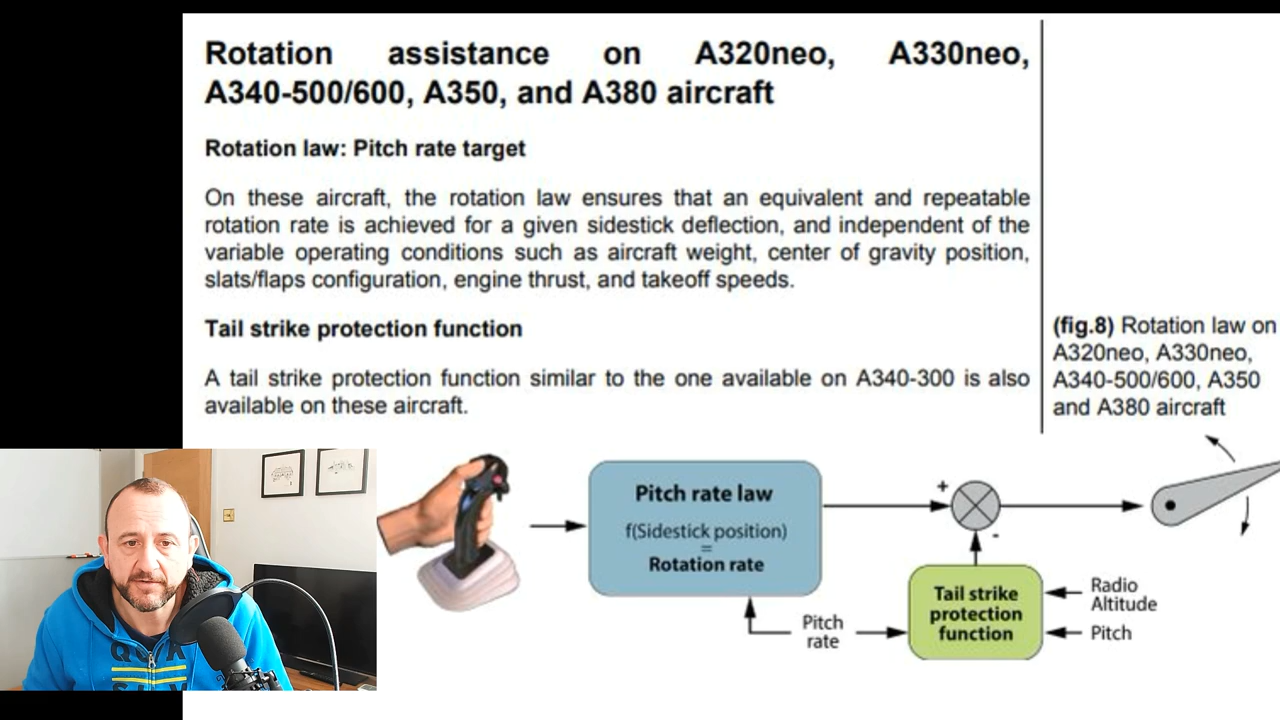 Rotation assistance on A320neo, A330neo,
A340-500/600, A350, and A380 aircraft
Rotation law: Pitch rate target
On these aircraft, the rotation law ensures that an equivalent and repeatable
rotation rate is achieved for a given sidestick deflection, and independent of the
variable operating conditions such as aircraft weight, center of gravity position,
slats/flaps configuration, engine thrust, and takeoff speeds.
Tail strike protection function
A tail strike protection function similar to the one available on A340-300 is also
available on these aircraft.
(fig.8) Rotation law on
A320neo, A330neo,
A340-500/600, A350
and A380 aircraft
Pitch rate law
f(Sidestick position)
=
Rotation rate
+
-
Tail strike
protection
function
Radio
Altitude
Pitch
Pitch
rate